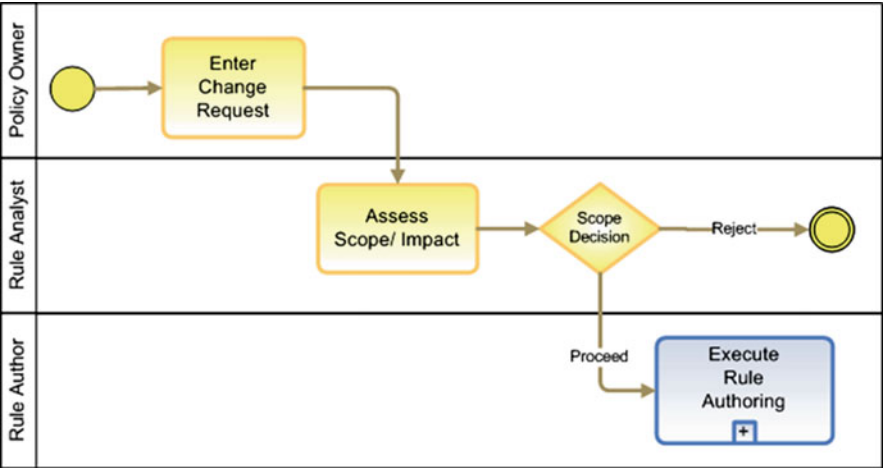 Policy Owner
Enter
Change
Request
Rule Analyst
Assess
Scope/ Impact
Scope
Decision
Reject
Rule Author
Proceed
Execute
Rule
Authoring
+